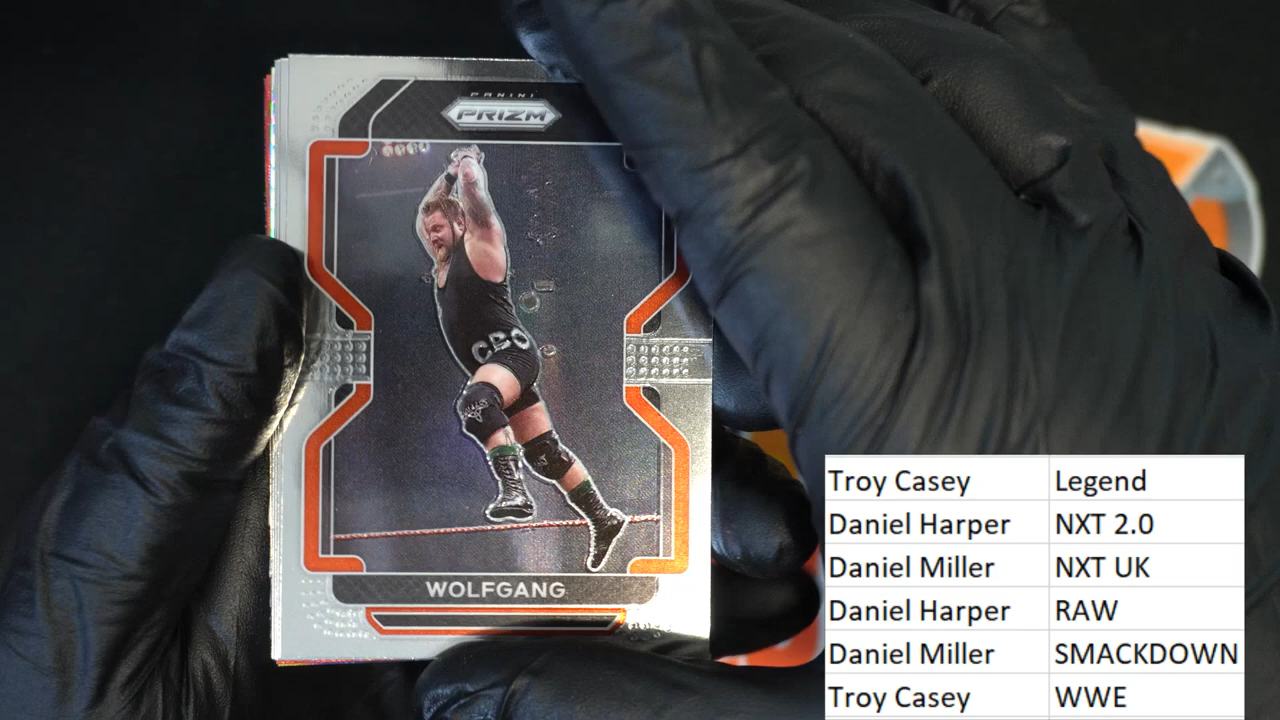 PANINI
PRIZM
CBO
WOLFGANG
Troy Casey Legend
Daniel Harper NXT 2.0
Daniel Miller NXT UK
Daniel Harper RAW
Daniel Miller SMACKDOWN
Troy Casey WWE